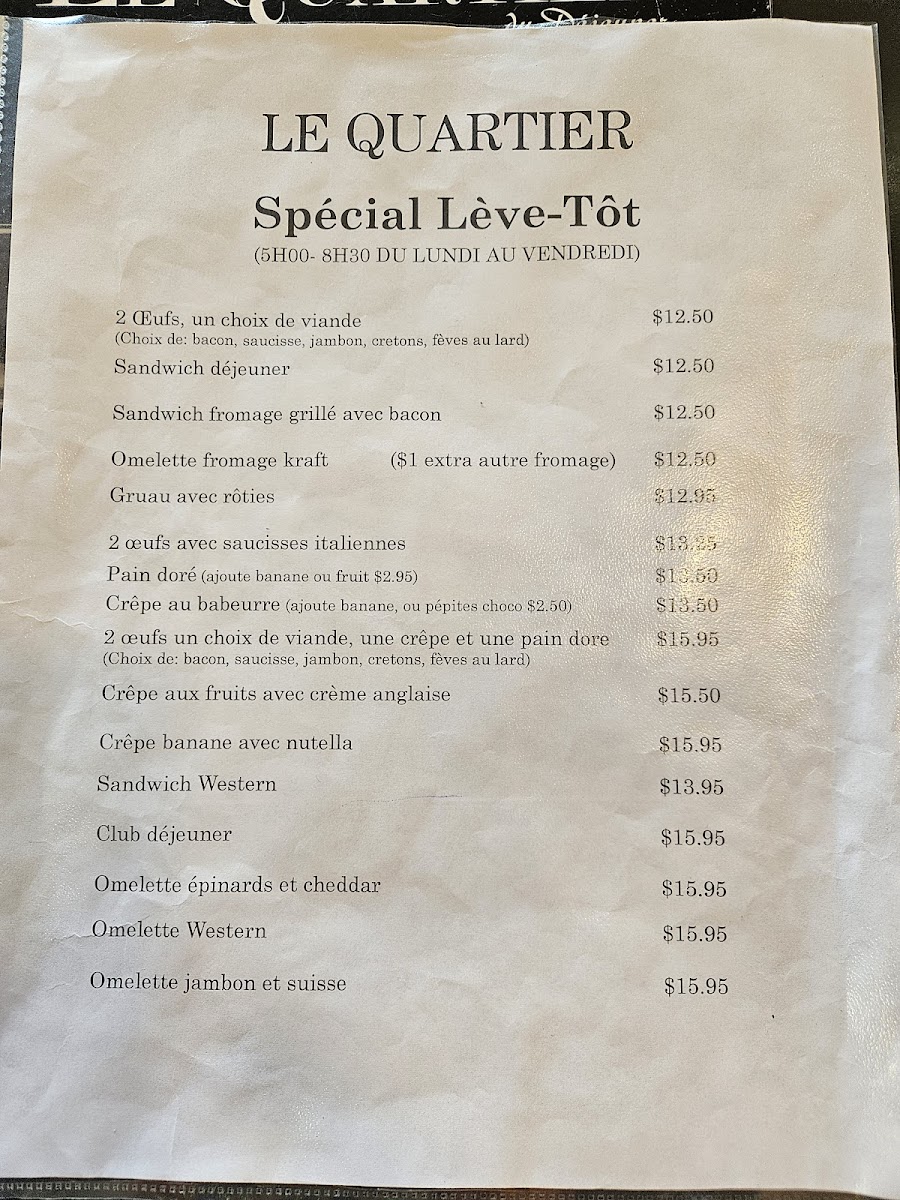 du Déjeuner
LE QUARTIER
Spécial Lève-Tôt
(5H00- 8H30 DU LUNDI AU VENDREDI)
2 Œufs, un choix de viande $12.50
(Choix de: bacon, saucisse, jambon, cretons, fèves au lard)
Sandwich déjeuner $12.50
Sandwich fromage grillé avec bacon $12.50
Omelette fromage kraft ($1 extra autre fromage) $12.50
Gruau avec rôties $12.95
2 œufs avec saucisses italiennes $13.25
Pain doré (ajoute banane ou fruit $2.95) $13.50
Crêpe au babeurre (ajoute banane, ou pépites choco $2.50) $13.50
2 œufs un choix de viande, une crêpe et une pain dore $15.95
(Choix de: bacon, saucisse, jambon, cretons, fèves au lard)
Crêpe aux fruits avec crème anglaise $15.50
Crêpe banane avec nutella $15.95
Sandwich Western $13.95
Club déjeuner $15.95
Omelette épinards et cheddar $15.95
Omelette Western $15.95
Omelette jambon et suisse $15.95